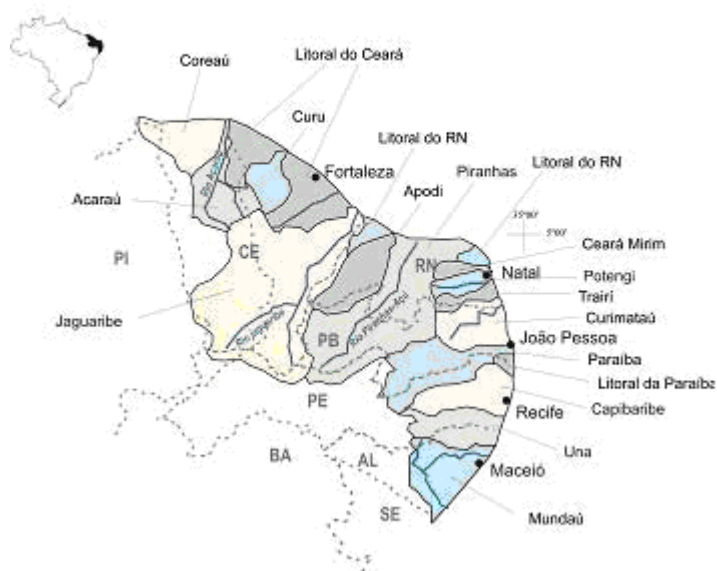 Coreaú
Litoral do Ceará
Curu
Litoral do RN
Fortaleza
Piranhas
Litoral do RN
Apodi
Acaraú
Ceará Mirim
PI
CE
RN
Natal
Potengi
Trairí
Jaguaribe
Curimataú
João Pessoa
PB
Paraíba
Litoral da Paraíba
PE
Capibaribe
Recife
Una
BA
AL
Maceió
SE
Mundaú